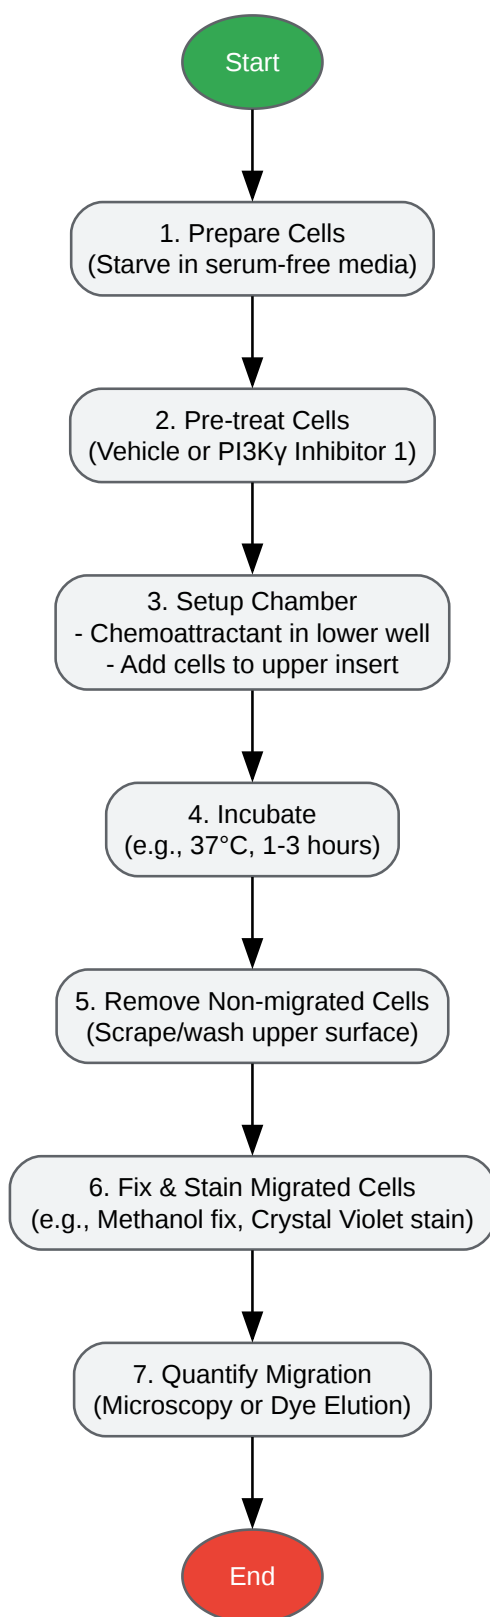 Start
1. Prepare Cells
(Starve in serum-free media)
2. Pre-treat Cells
(Vehicle or PI3Kγ Inhibitor 1)
3. Setup Chamber
- Chemoattractant in lower well
- Add cells to upper insert
4. Incubate
(e.g., 37°C, 1-3 hours)
5. Remove Non-migrated Cells
(Scrape/wash upper surface)
6. Fix & Stain Migrated Cells
(e.g., Methanol fix, Crystal Violet stain)
7. Quantify Migration
(Microscopy or Dye Elution)
End